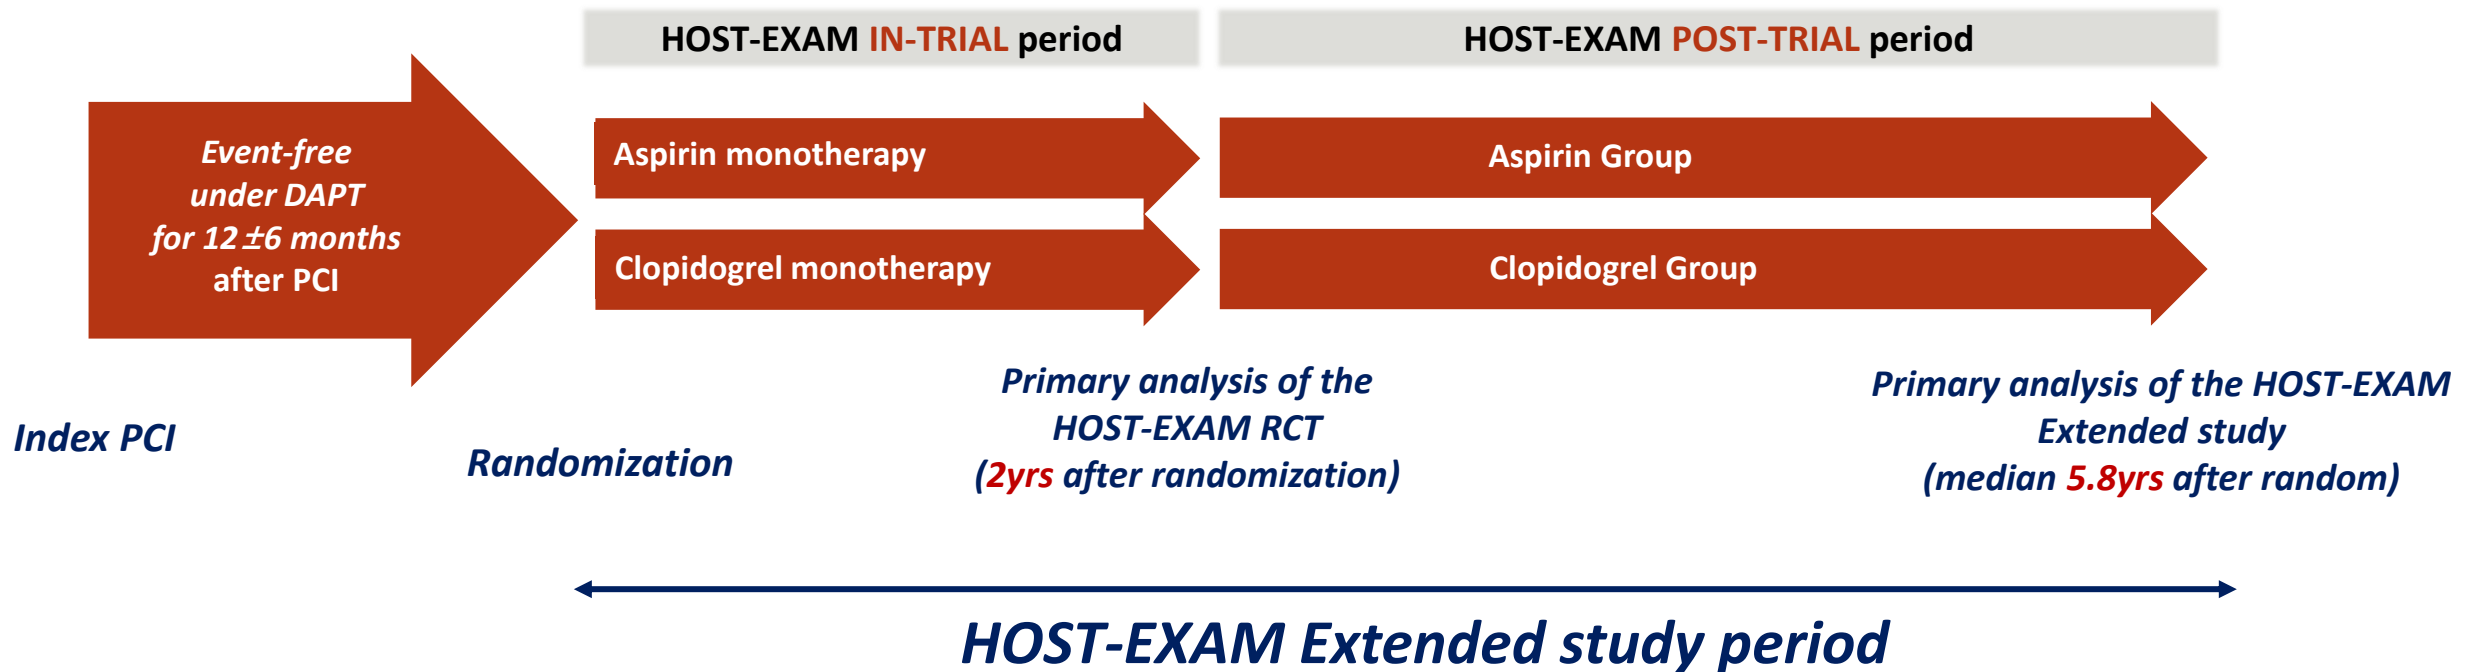 HOST-EXAM IN-TRIAL period
HOST-EXAM POST-TRIAL period
Event-free
under DAPT
for 12±6 months
after PCI
Aspirin monotherapy
Aspirin Group
Clopidogrel monotherapy
Clopidogrel Group
Index PCI
Randomization
Primary analysis of the
HOST-EXAM RCT
(2yrs after randomization)
Primary analysis of the HOST-EXAM
Extended study
(median 5.8yrs after random)
HOST-EXAM Extended study period